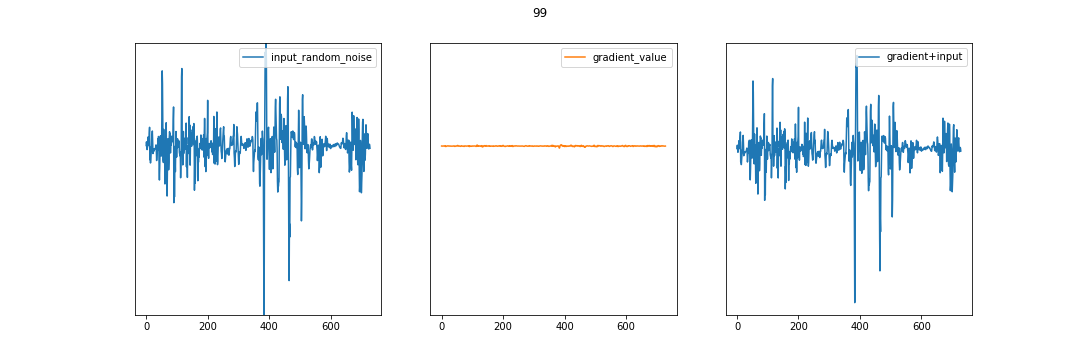 99
input_random_noise
gradient_value
gradient+input
0 200 400 600
0 200 400 600
0 200 400 600